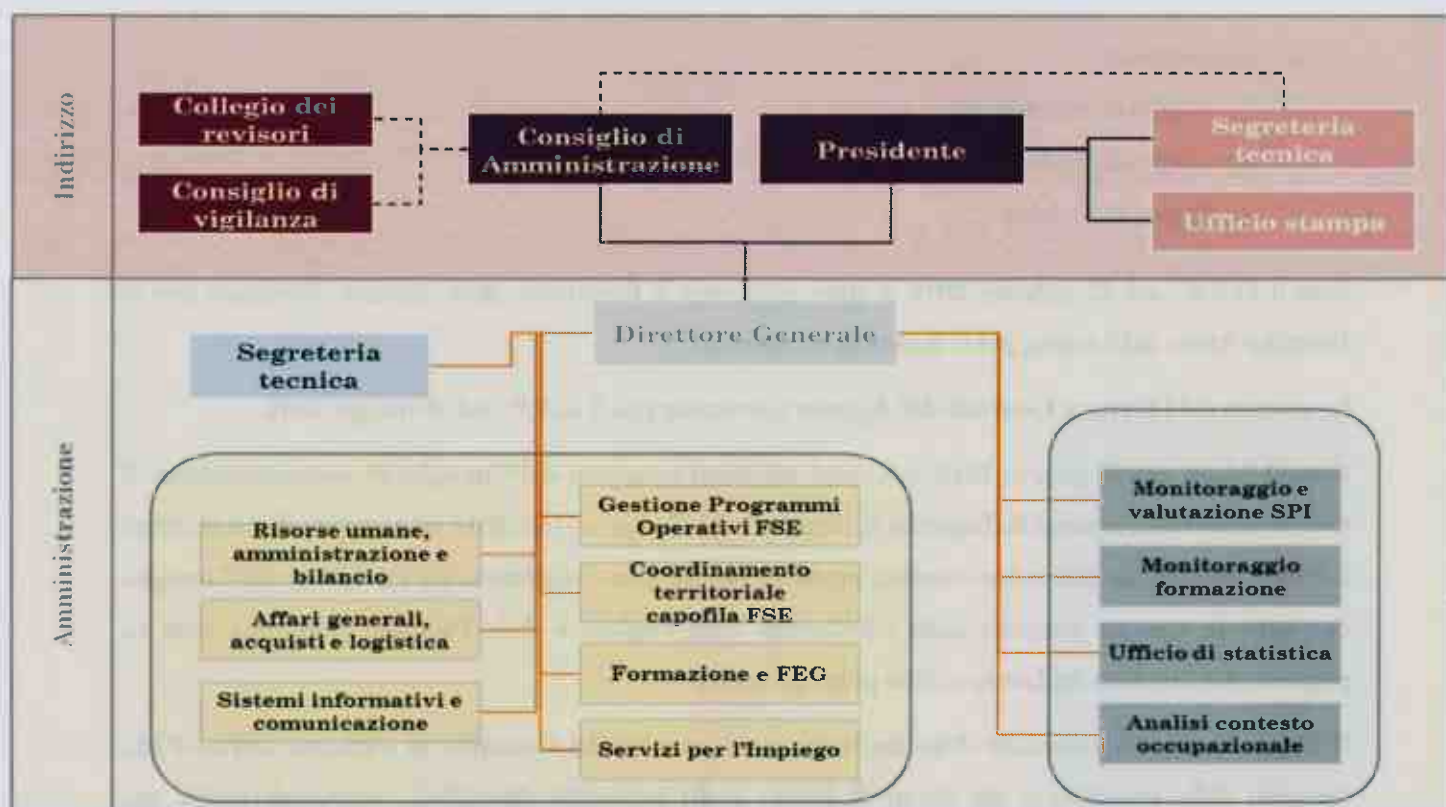 Indirizzo
Collegio dei
revisori
Consiglio di
vigilanza
Consiglio di
Amministrazione
Presidente
Segreteria
tecnica
Ufficio stampa
Amministrazione
Direttore Generale
Segreteria
tecnica
Risorse umane,
amministrazione e
bilancio
Affari generali,
acquisti e logistica
Sistemi informativi e
comunicazione
Gestione Programmi
Operativi FSE
Coordinamento
territoriale
capofila FSE
Formazione e FEG
Servizi per l'Impiego
Monitoraggio e
valutazione SPI
Monitoraggio
formazione
Ufficio di statistica
Analisi contesto
occupazionale